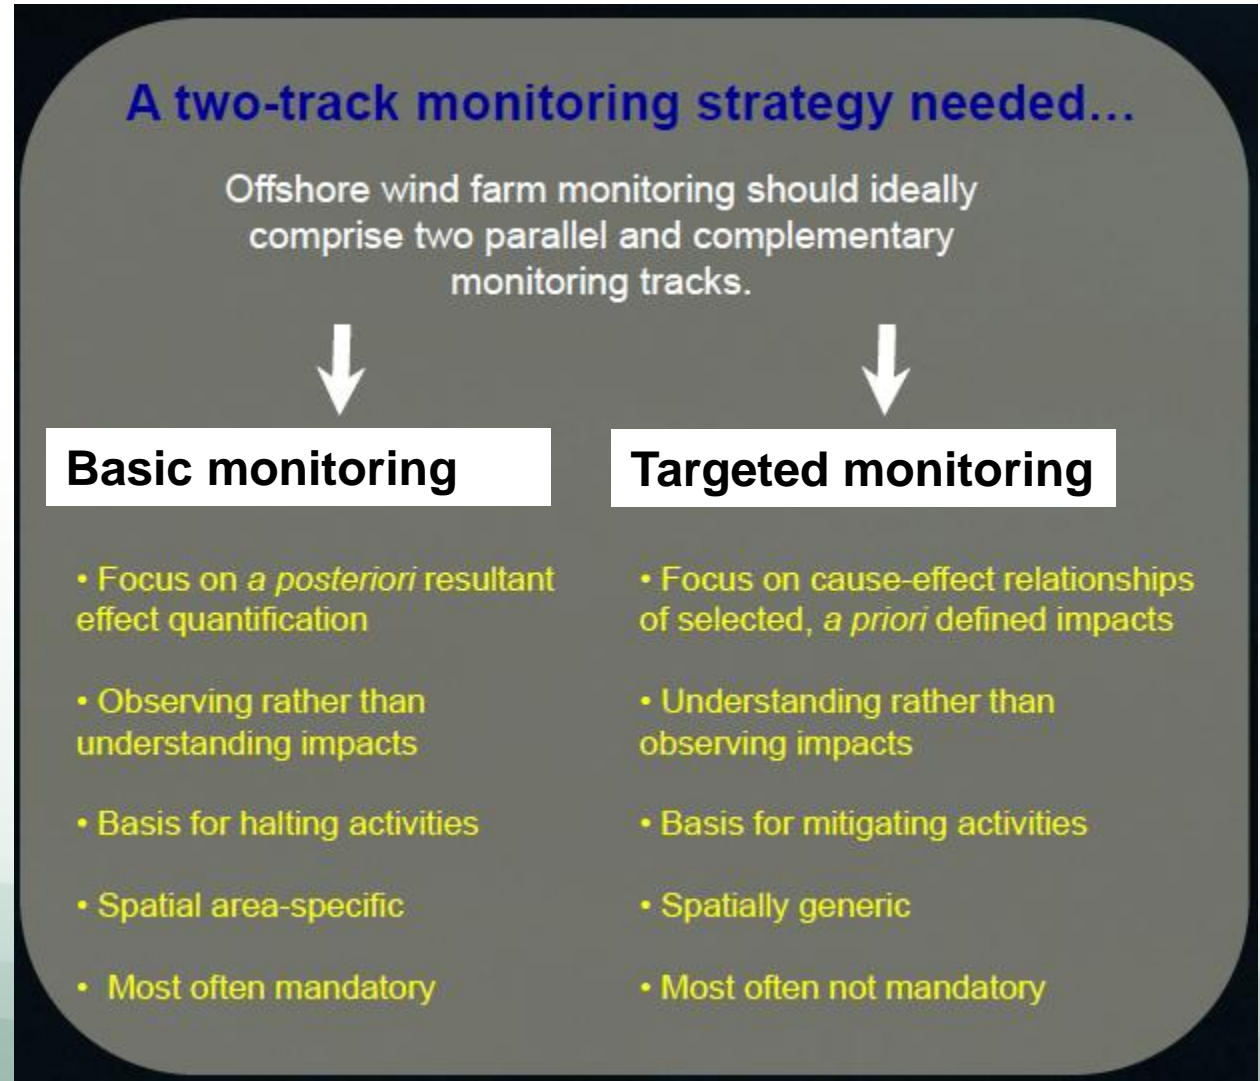 A two-track monitoring strategy needed...
Offshore wind farm monitoring should ideally
comprise two parallel and complementary
monitoring tracks.
Basic monitoring
• Focus on a posteriori resultant
effect quantification
• Observing rather than
understanding impacts
• Basis for halting activities
• Spatial area-specific
• Most often mandatory
Targeted monitoring
• Focus on cause-effect relationships
of selected, a priori defined impacts
• Understanding rather than
observing impacts
• Basis for mitigating activities
• Spatially generic
• Most often not mandatory